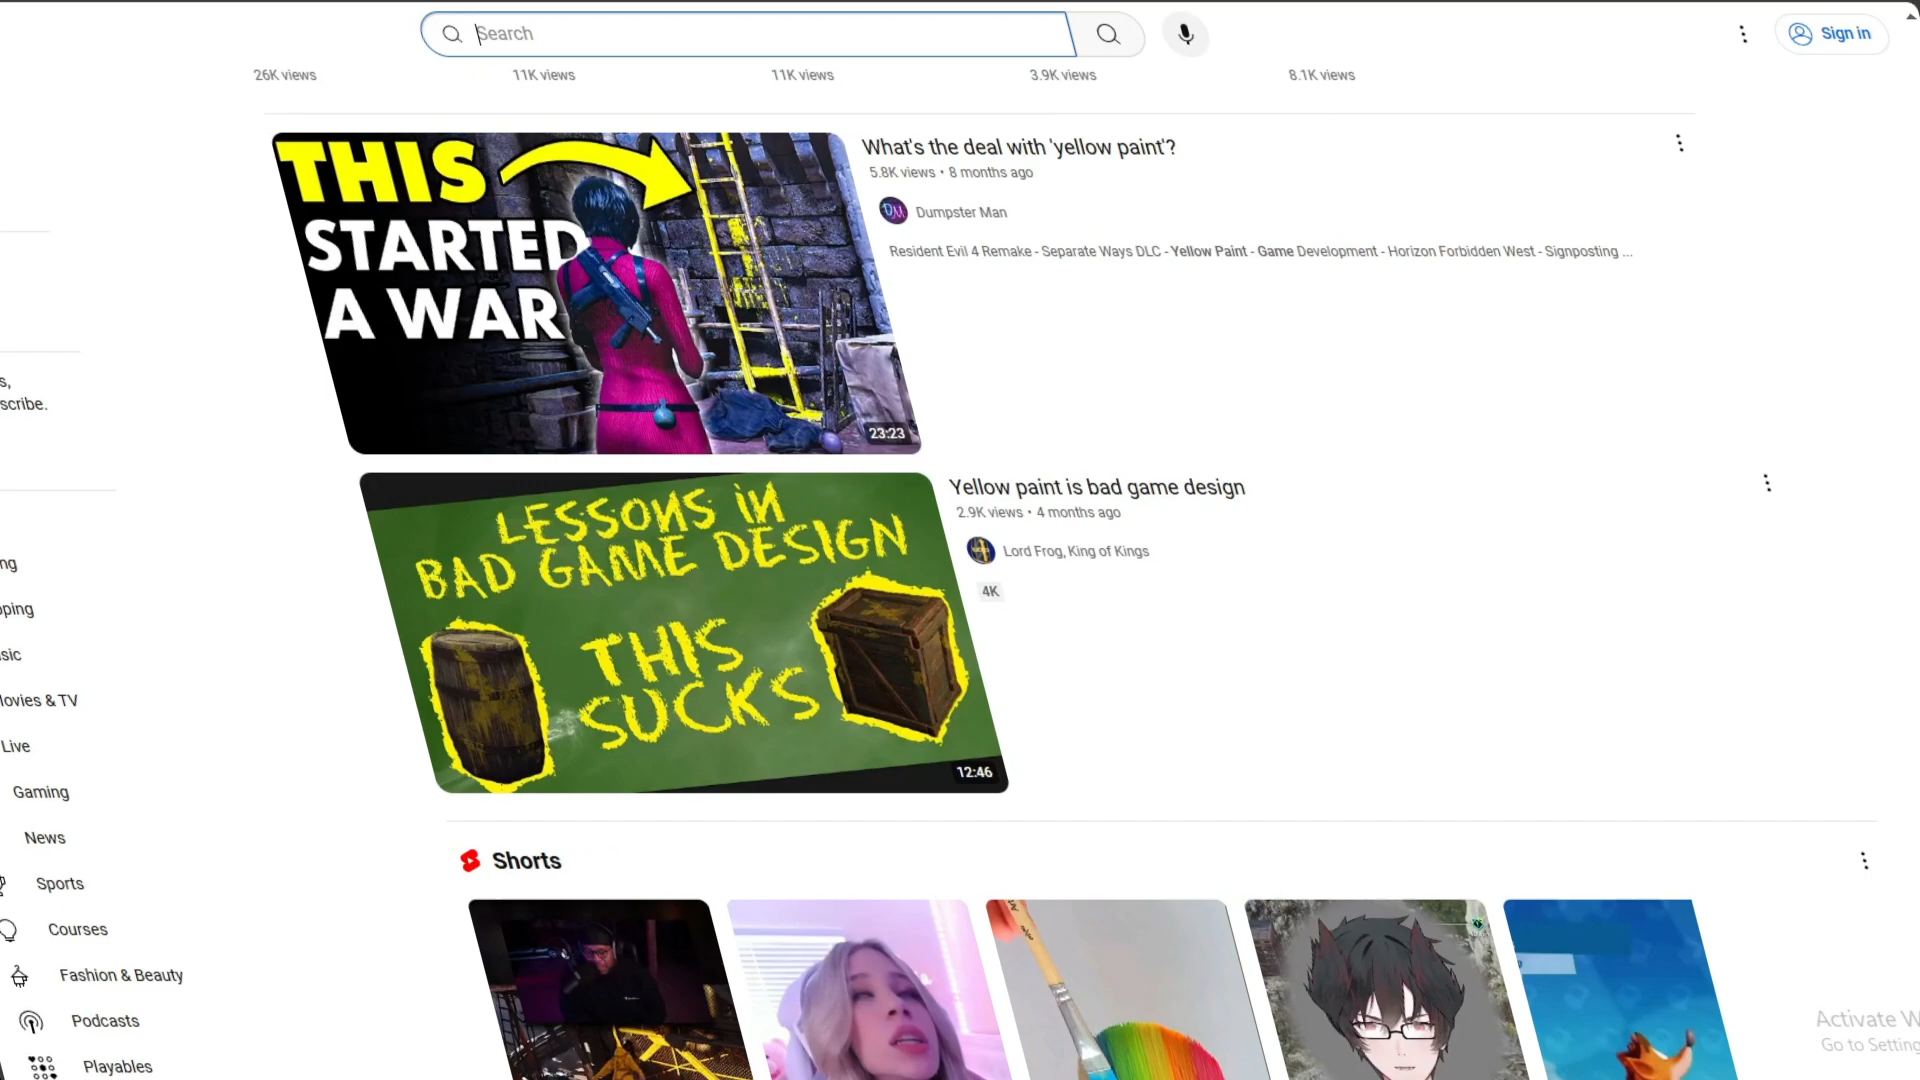 Search
Sign in
26K views
11K views
11K views
3.9K views
8.1K views
THIS
STARTED
A WAR
23:23
What's the deal with 'yellow paint'?
5.8K views • 8 months ago
DM
Dumpster Man
Resident Evil 4 Remake - Separate Ways DLC - Yellow Paint - Game Development - Horizon Forbidden West - Signposting ...
s,
scribe.
LESSONS IN
BAD GAME DESIGN
THIS
SUCKS
12:46
Yellow paint is bad game design
2.9K views • 4 months ago
Lord Frog, King of Kings
4K
ng
pping
sic
ovies & TV
Live
Gaming
News
Sports
Courses
Fashion & Beauty
Podcasts
Playables
Shorts
Activate W
Go to Setting